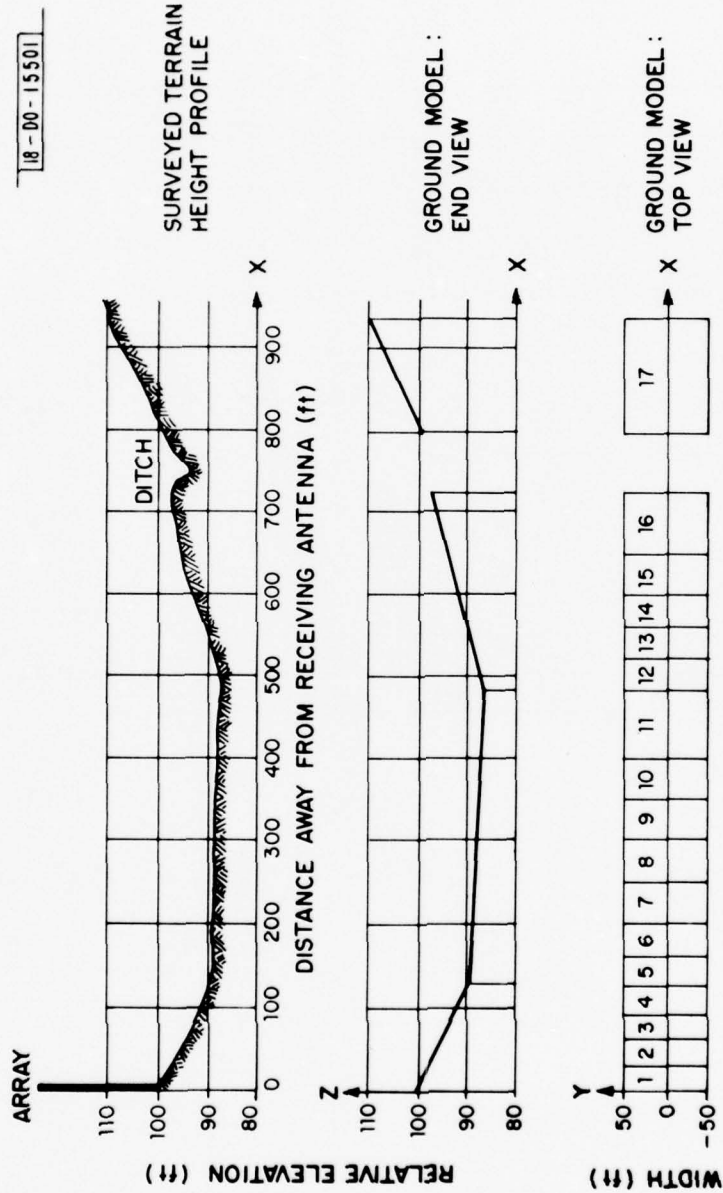 18-DO-15501
ARRAY
110
100
90
80
DITCH
0
100
200
300
400
500
600
700
800
900
X
SURVEYED TERRAIN
HEIGHT PROFILE
DISTANCE AWAY FROM RECEIVING ANTENNA (ft)
RELATIVE ELEVATION (ft)
Z
110
100
90
80
X
GROUND MODEL:
END VIEW
Y
50
0
-50
WIDTH (ft)
1
2
3
4
5
6
7
8
9
10
11
12
13
14
15
16
17
X
GROUND MODEL:
TOP VIEW